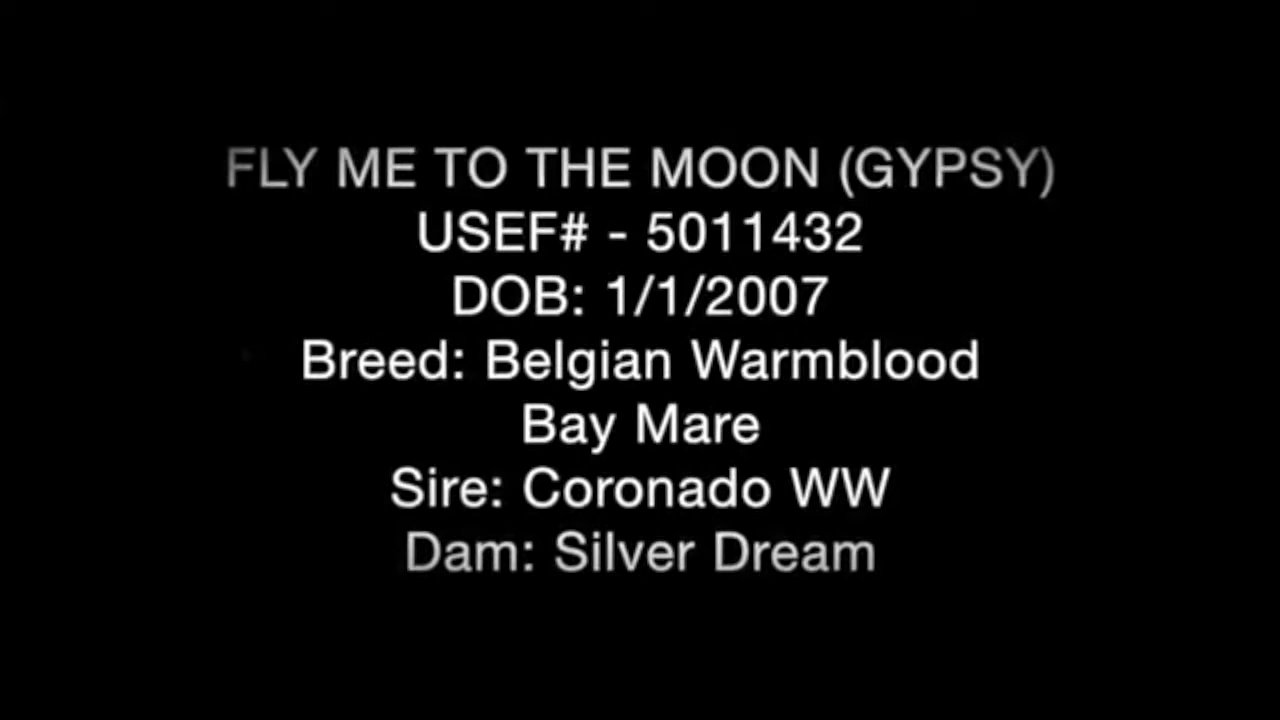 FLY ME TO THE MOON (GYPSY)
USEF# - 5011432
DOB: 1/1/2007
Breed: Belgian Warmblood
Bay Mare
Sire: Coronado WW
Dam: Silver Dream